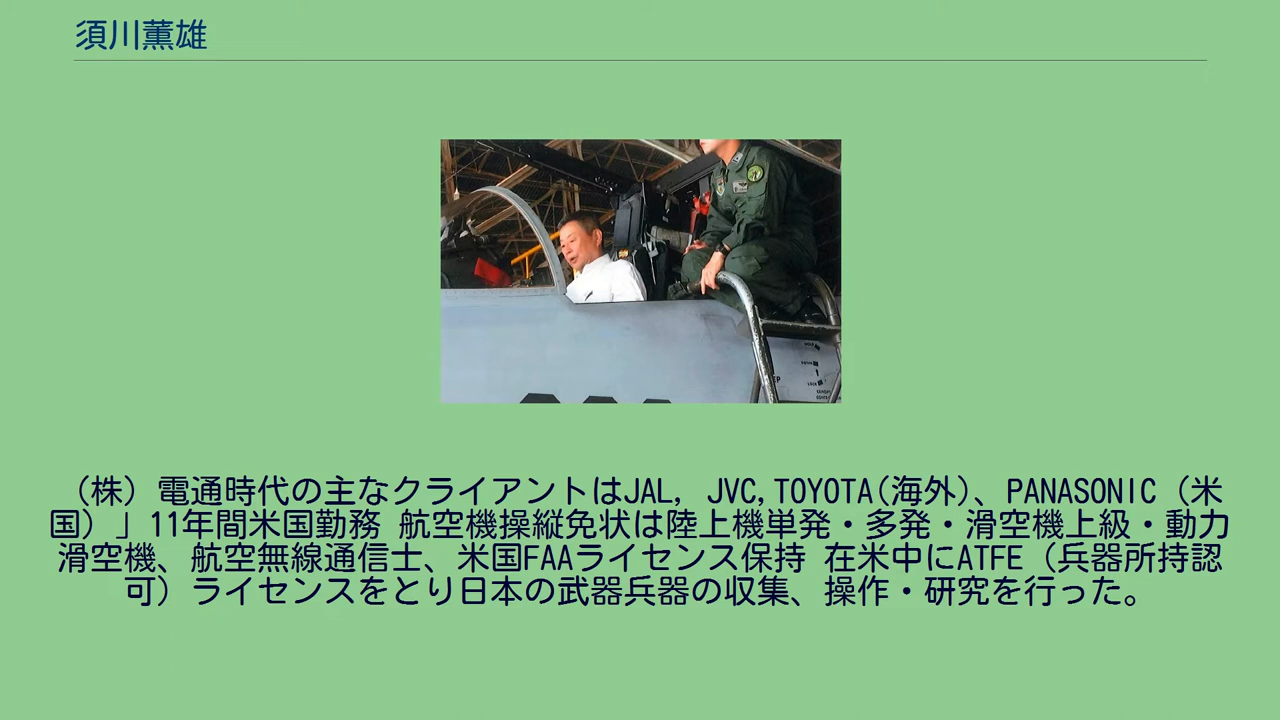 須川薫雄
（株）電通時代の主なクライアントはJAL, JVC,TOYOTA(海外)、PANASONIC（米
国）」11年間米国勤務 航空機操縦免状は陸上機単発・多発・滑空機上級・動力
滑空機、航空無線通信士、米国FAAライセンス保持 在米中にATFE（兵器所持認
可）ライセンスをとり日本の武器兵器の収集、操作・研究を行った。